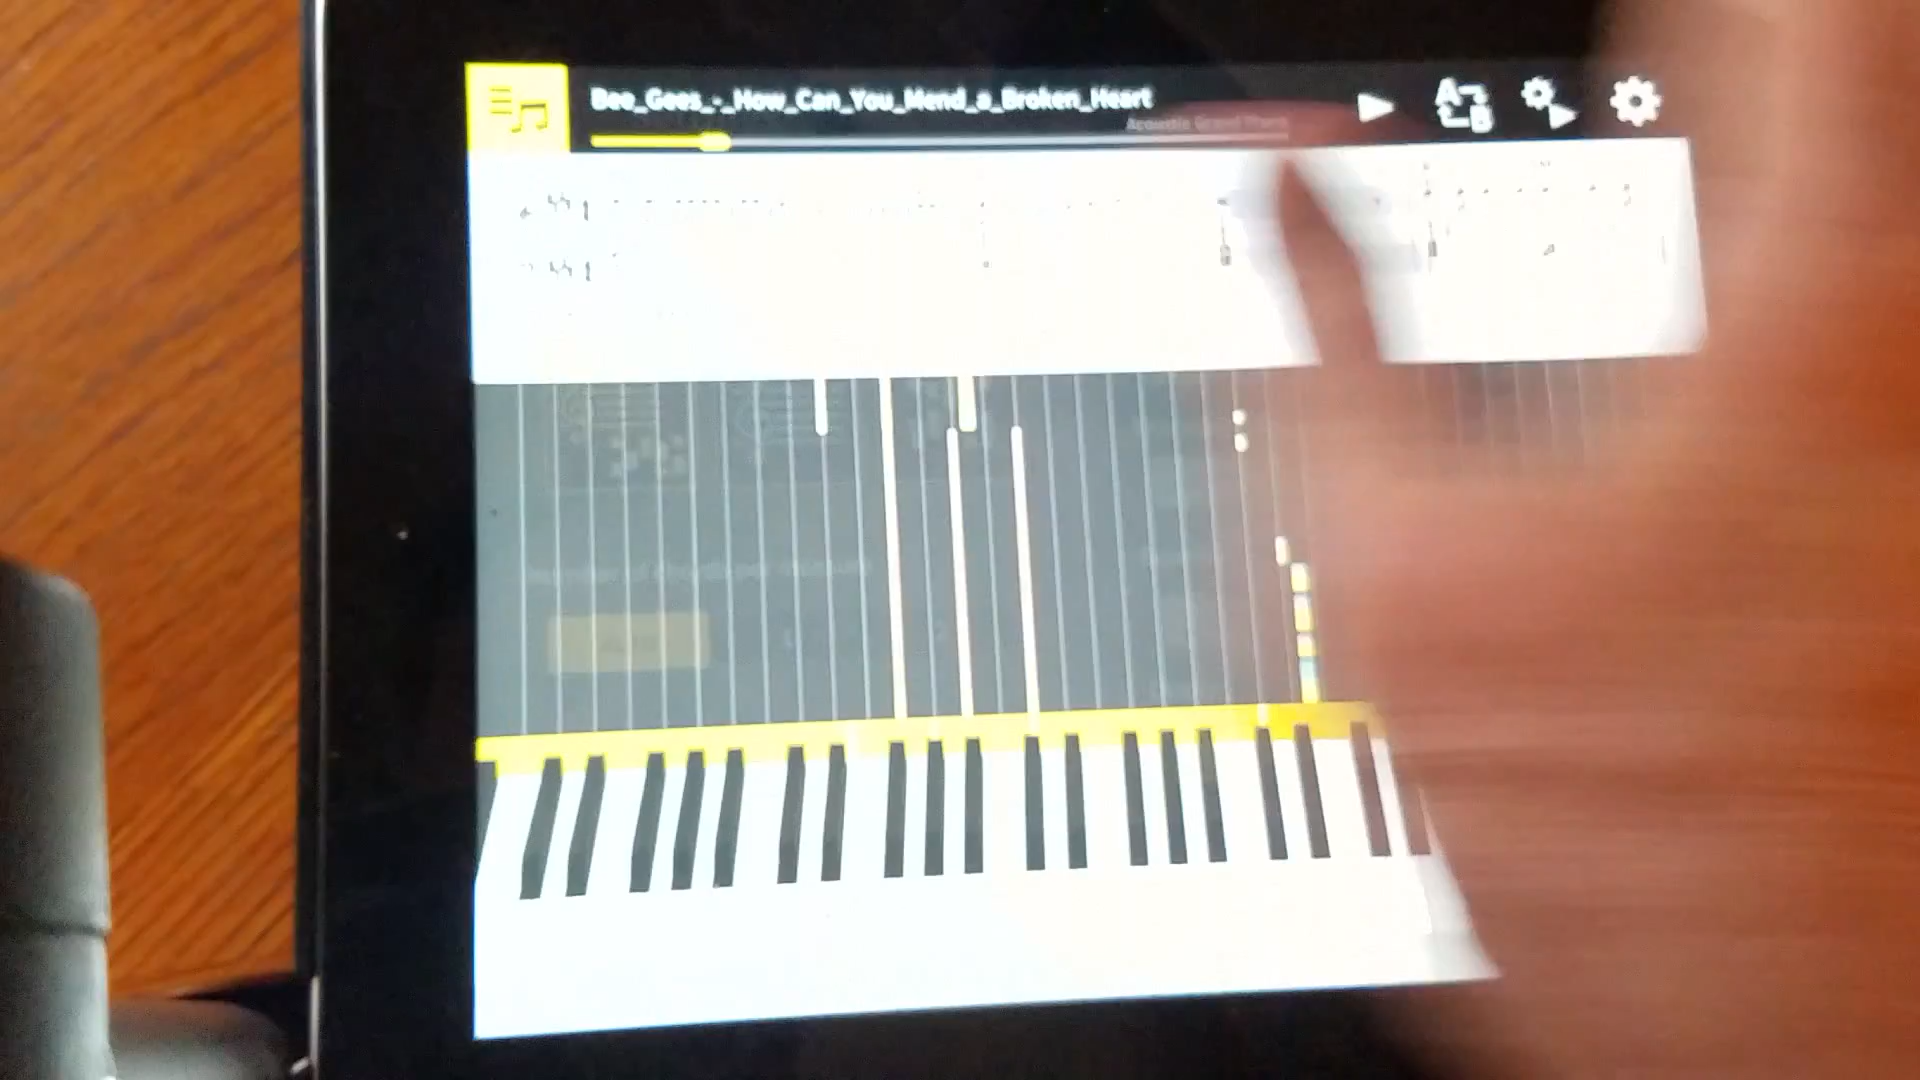 Bee_Gees_-_How_Can_You_Mend_a_Broken_Heart
Acoustic Grand Piano
A
B